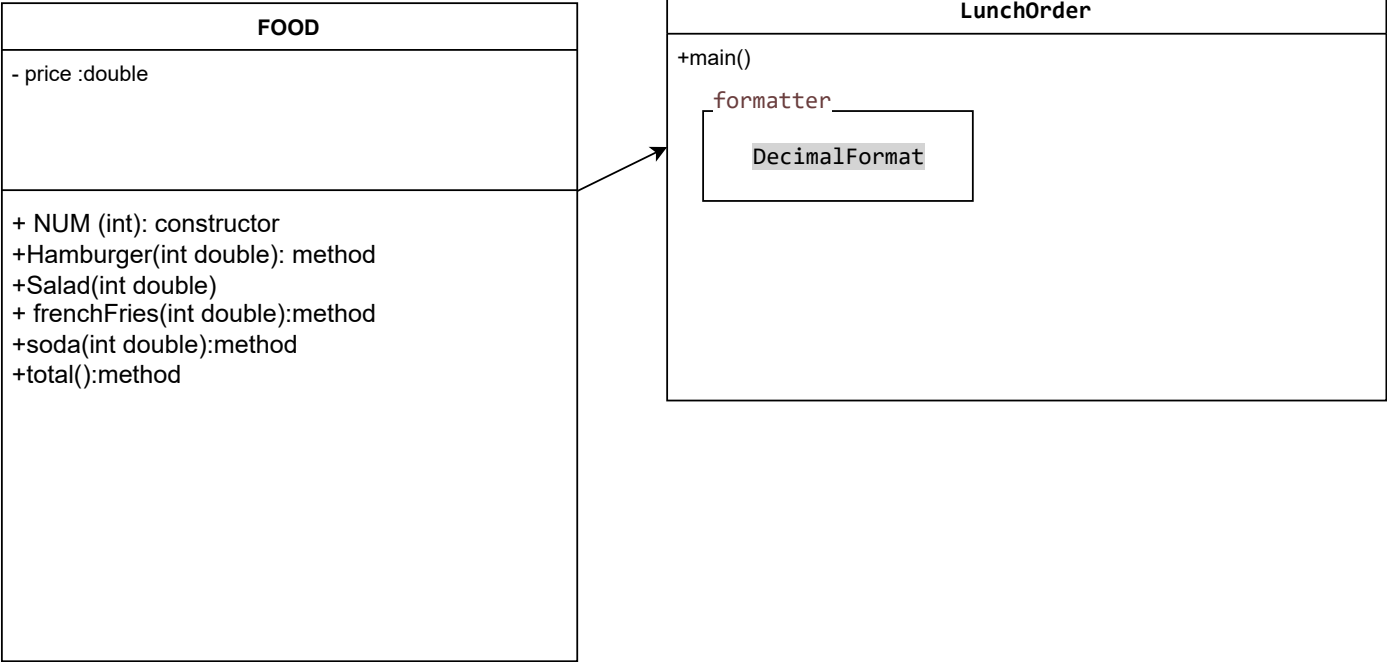 FOOD
- price :double
+ NUM (int): constructor
+Hamburger(int double): method
+Salad(int double)
+ frenchFries(int double):method
+soda(int double):method
+total():method
LunchOrder
+main()
formatter
DecimalFormat